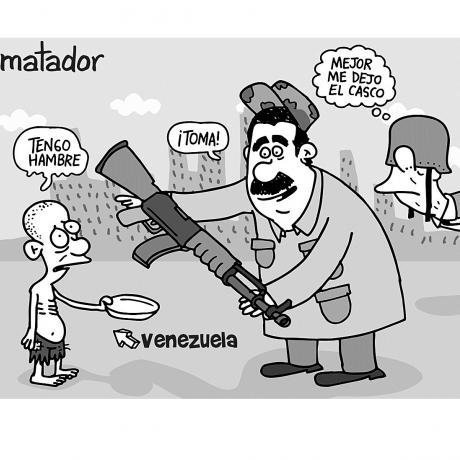 matador
MEJOR
ME DEJO
EL CASCO
TENGO
HAMBRE
¡TOMA!
venezuela